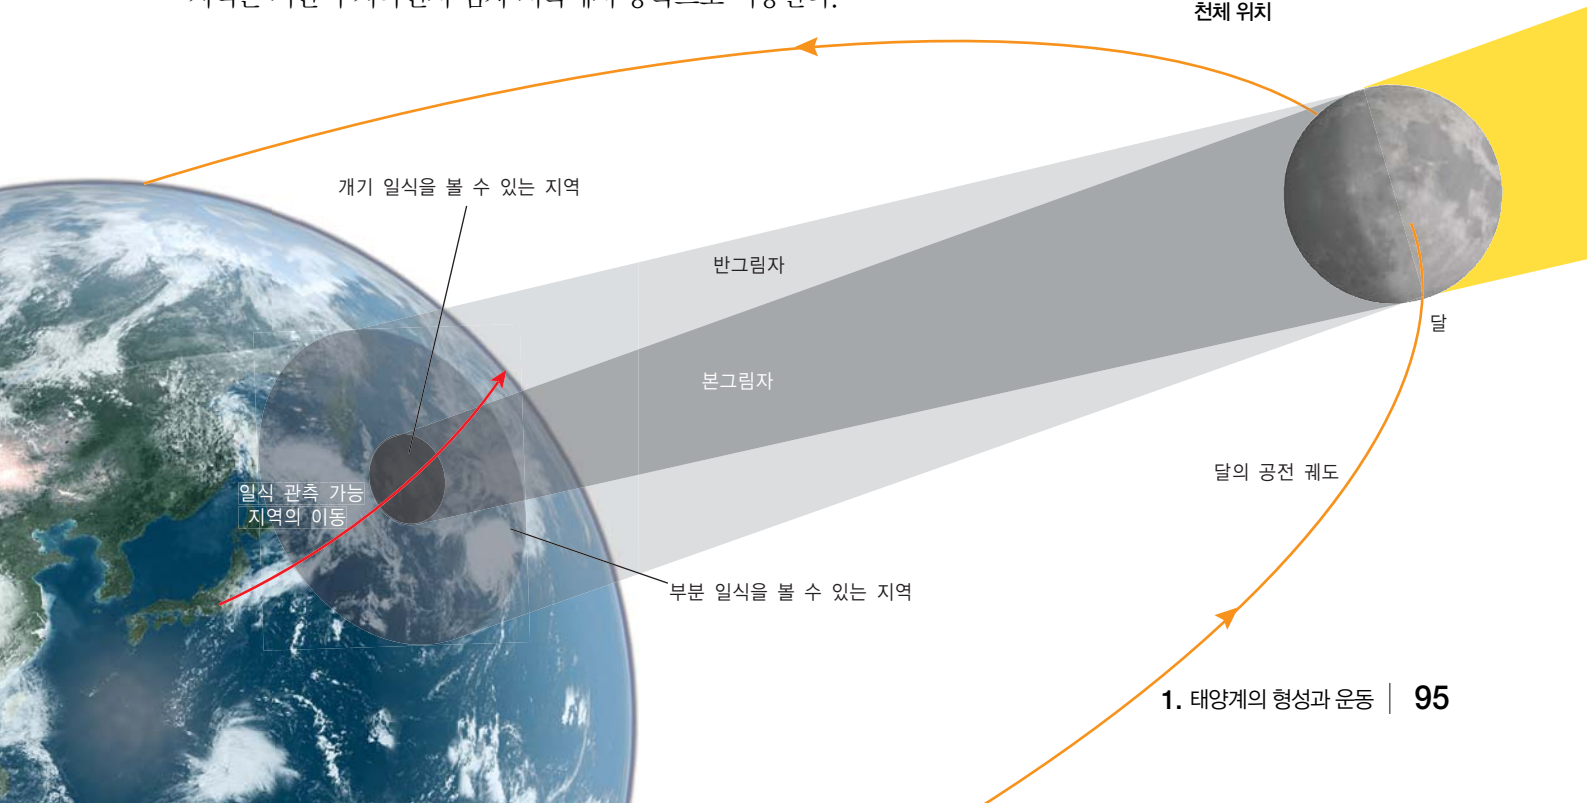 천체 위치
개기 일식을 볼 수 있는 지역
반그림자
달
본그림자
달의 공전 궤도
일식 관측 가능
지역의 이동
부분 일식을 볼 수 있는 지역
1. 태양계의 형성과 운동 | 95